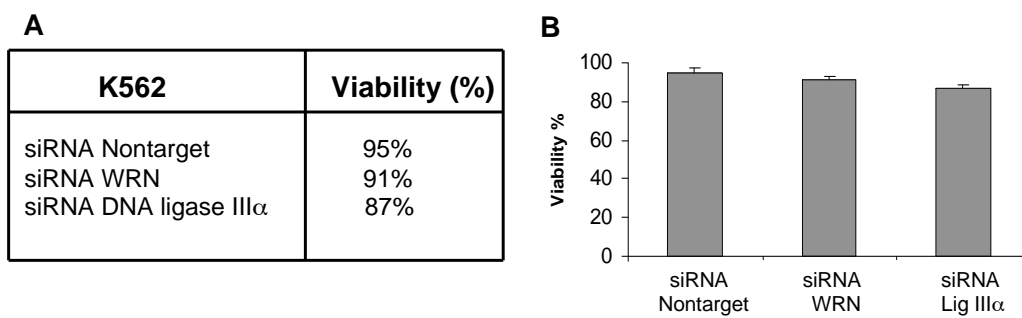 A
K562 Viability (%)
siRNA Nontarget 95%
siRNA WRN 91%
siRNA DNA ligase IIIα 87%
B
Viability %
100
80
60
40
20
0
siRNA siRNA siRNA
Nontarget WRN Lig IIIα